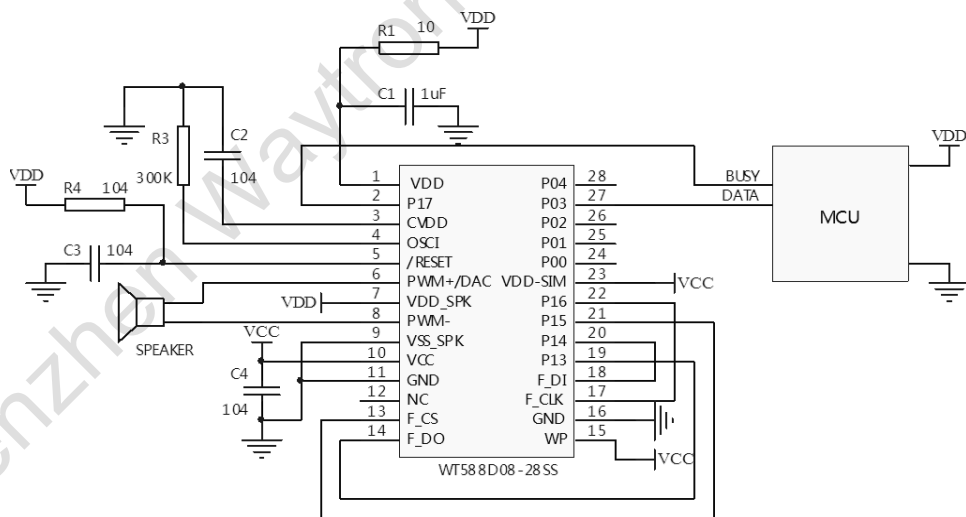 VDD
R1 10
C1 1uF
R3
300K
C2
104
VDD
R4 104
C3 104
BUSY
DATA
MCU
VDD
1 VDD P04 28
2 P17 P03 27
3 CVDD P02 26
4 OSCI P01 25
5 /RESET P00 24
6 PWM+/DAC VDD-SIM 23 VCC
VDD 7 VDD_SPK P16 22
8 PWM- P15 21
SPEAKER
9 VSS_SPK P14 20
VCC
10 VCC P13 19
11 GND F_DI 18
C4
104
12 NC F_CLK 17
13 F_CS GND 16
14 F_DO WP 15
VCC
WT588D08-28SS
enzhen Waytron